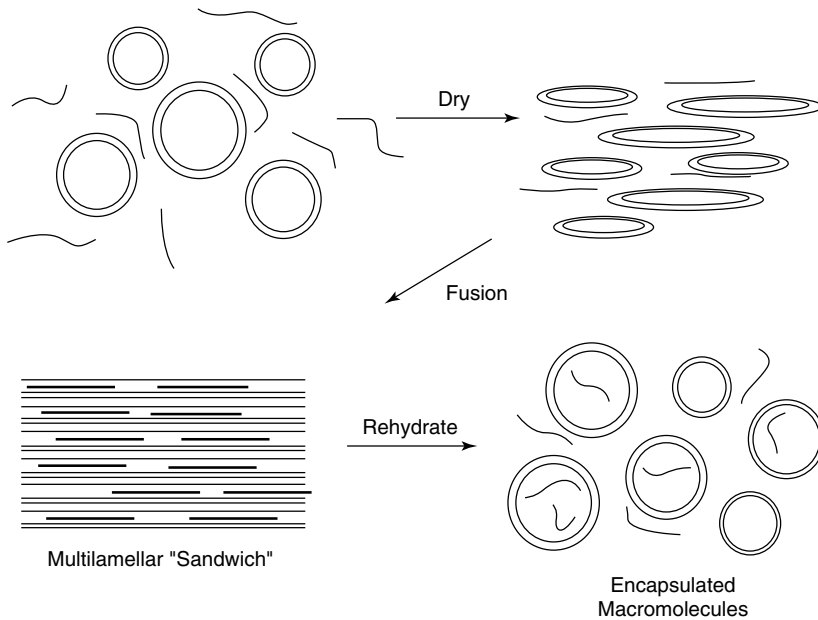 Dry
Fusion
Rehydrate
Multilamellar "Sandwich"
Encapsulated
Macromolecules